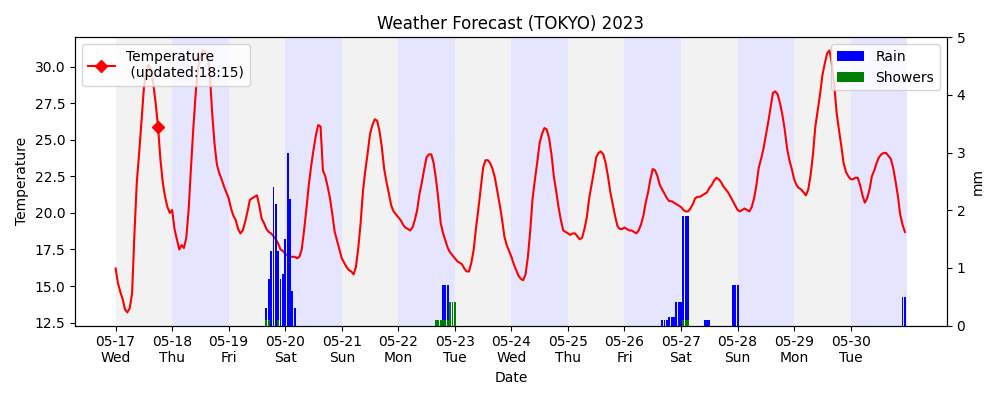 Weather Forecast (TOKYO) 2023
Temperature
(updated:18:15)
Rain
Showers
Temperature
30.0
27.5
25.0
22.5
20.0
17.5
15.0
12.5
5
4
3
2
1
0
mm
05-17 05-18 05-19 05-20 05-21 05-22 05-23 05-24 05-25 05-26 05-27 05-28 05-29 05-30
Wed Thu Fri Sat Sun Mon Tue Wed Thu Fri Sat Sun Mon Tue
Date